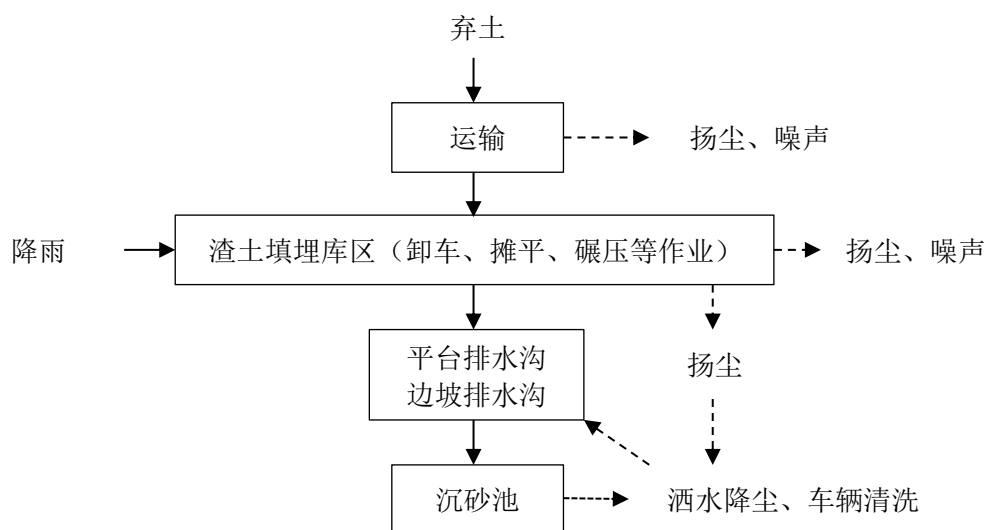 弃土
运输
扬尘、噪声
降雨
渣土填埋库区（卸车、摊平、碾压等作业）
扬尘、噪声
平台排水沟
边坡排水沟
扬尘
沉砂池
洒水降尘、车辆清洗